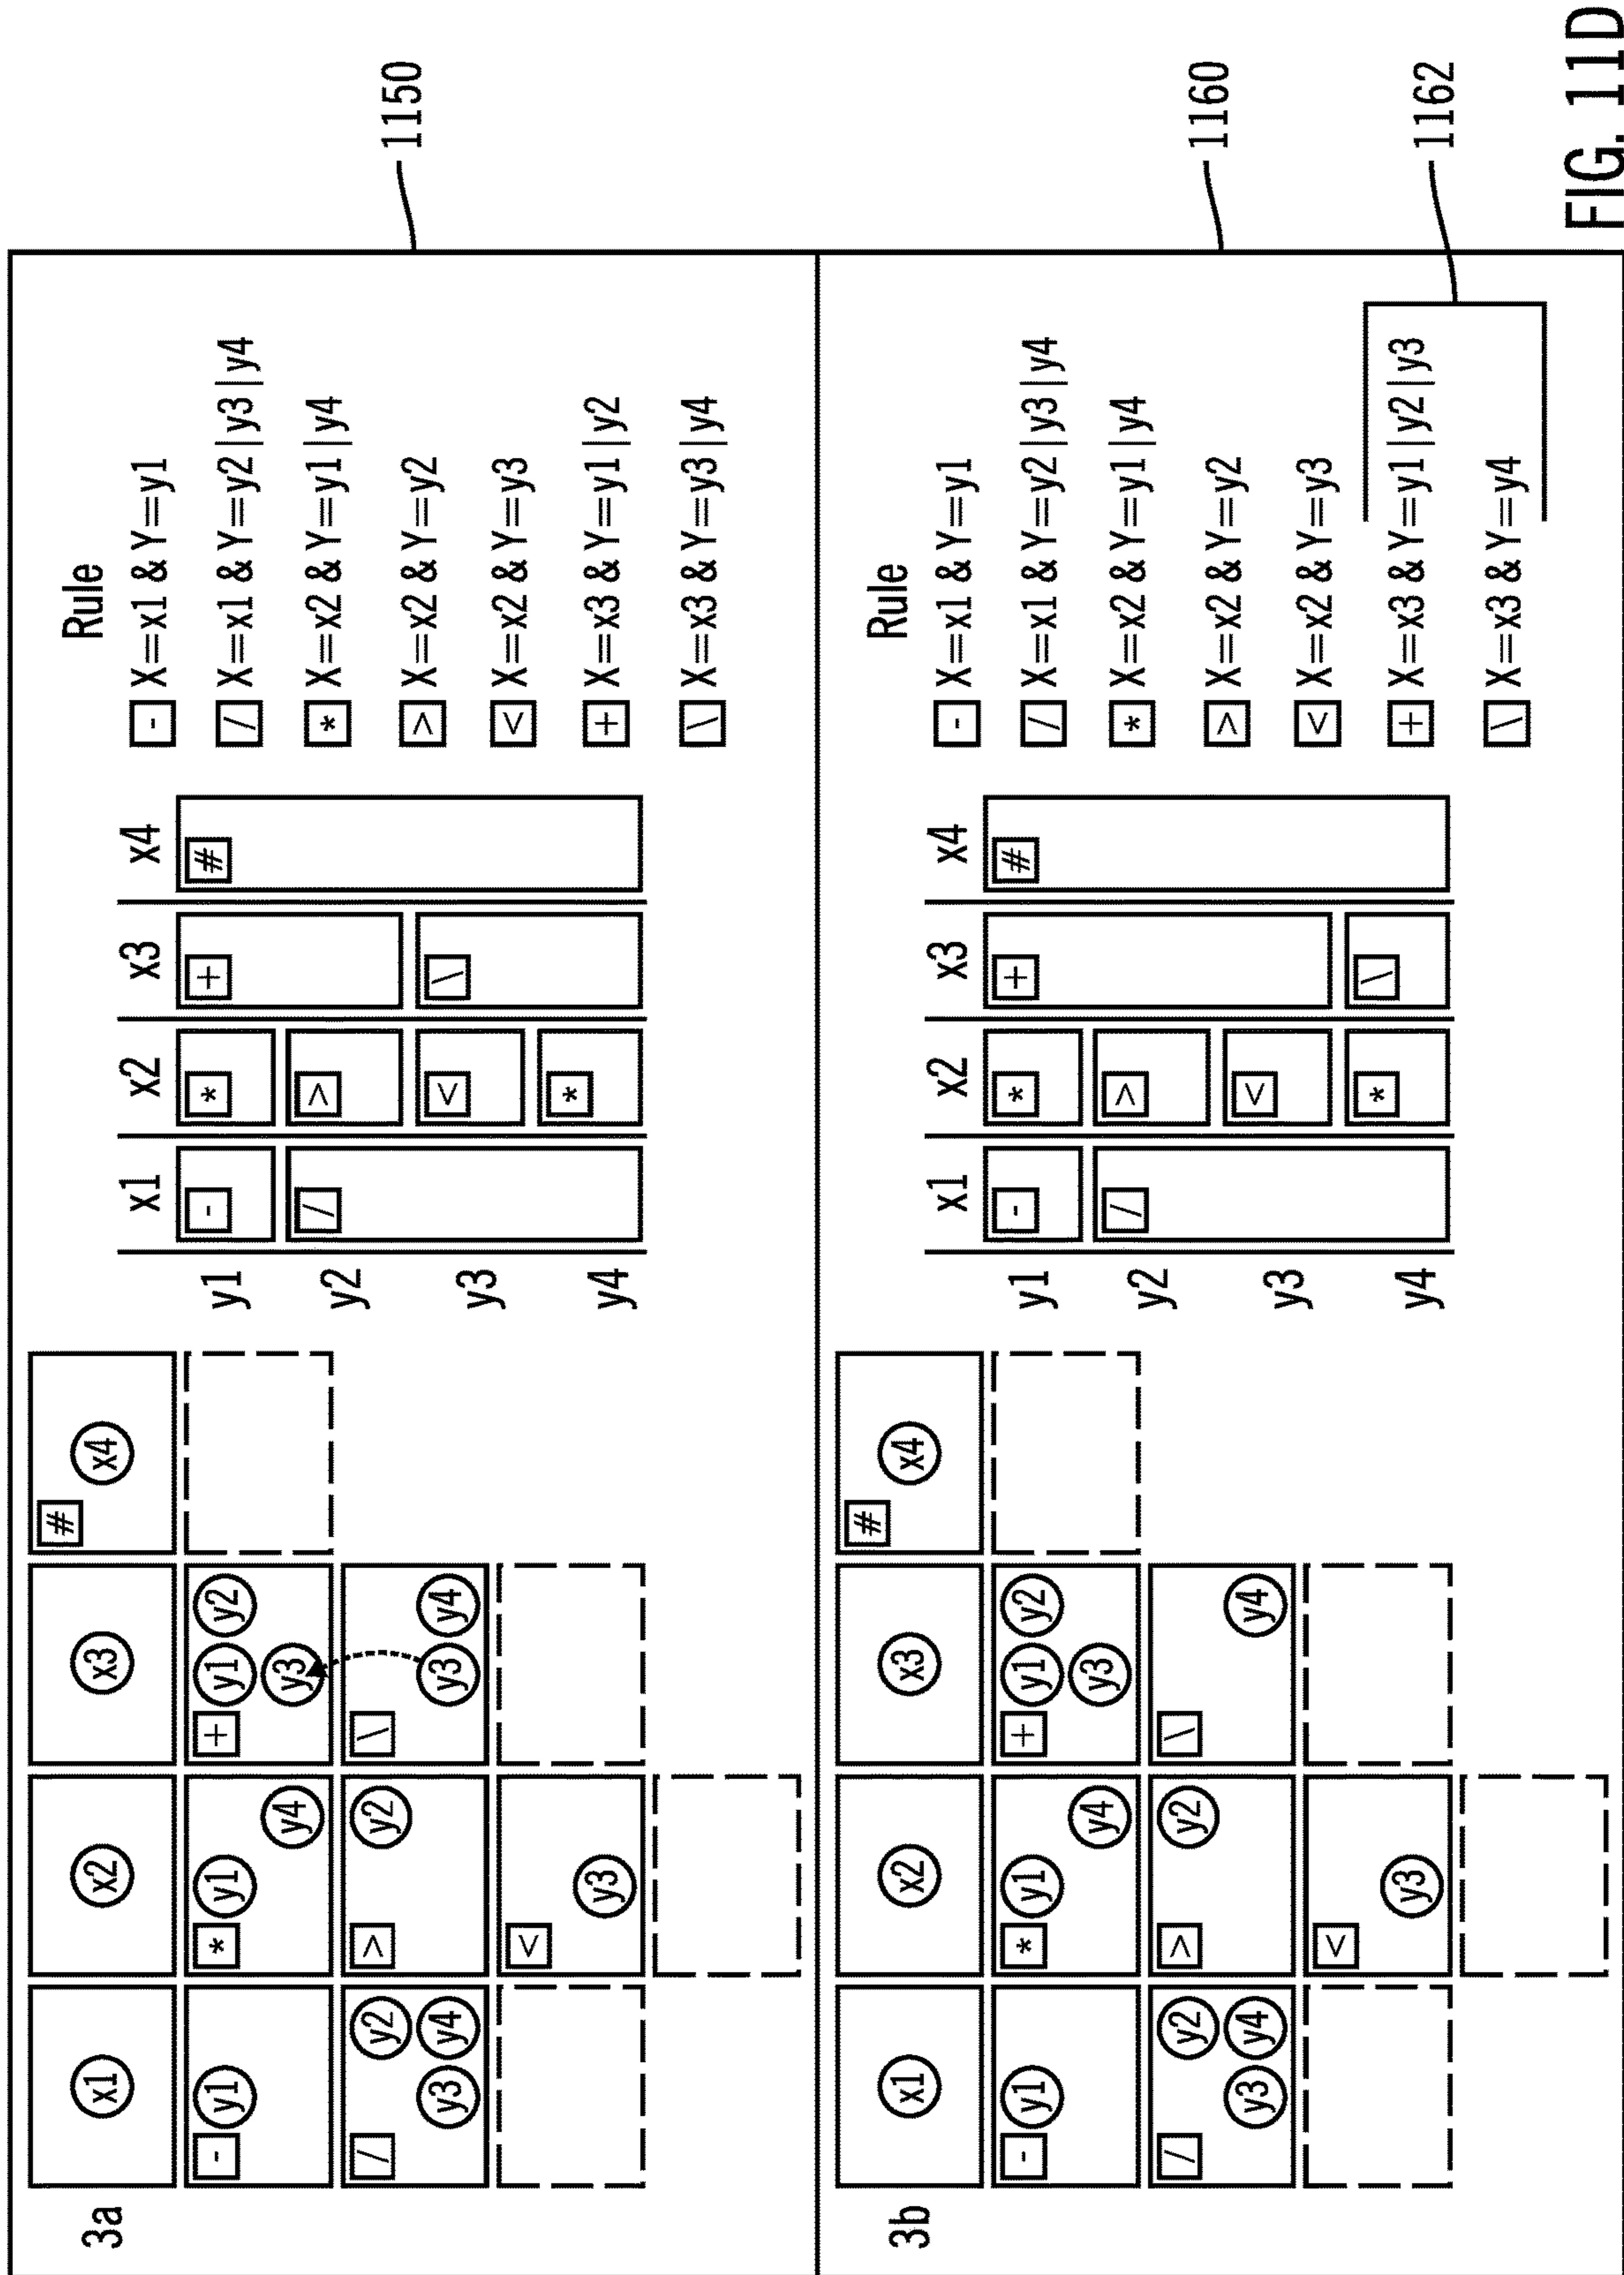 3a
x1 x2 x3 x4 #
- y1 * y1 y4 + y1 y2 y3
/ y2 y3 y4 > y2 \ y3 y4
< y3
x1 x2 x3 x4
y1 - * + #
y2 / >
y3 < \
y4 *
Rule
- X=x1 & Y=y1
/ X=x1 & Y=y2|y3|y4
* X=x2 & Y=y1|y4
> X=x2 & Y=y2
< X=x2 & Y=y3
+ X=x3 & Y=y1|y2
\ X=x3 & Y=y3|y4
1150
3b
x1 x2 x3 x4 #
- y1 * y1 y4 + y1 y2 y3
/ y2 y3 y4 > y2 \ y4
< y3
x1 x2 x3 x4
y1 - * + #
y2 / >
y3 <
y4 * \
Rule
- X=x1 & Y=y1
/ X=x1 & Y=y2|y3|y4
* X=x2 & Y=y1|y4
> X=x2 & Y=y2
< X=x2 & Y=y3
+ X=x3 & Y=y1|y2|y3
\ X=x3 & Y=y4
1160
1162
FIG. 11D